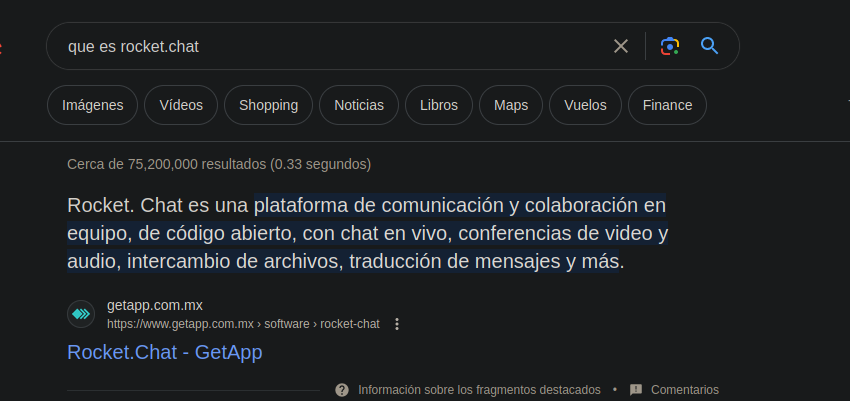 que es rocket.chat
Imágenes Vídeos Shopping Noticias Libros Maps Vuelos Finance
Cerca de 75,200,000 resultados (0.33 segundos)
Rocket. Chat es una plataforma de comunicación y colaboración en
equipo, de código abierto, con chat en vivo, conferencias de video y
audio, intercambio de archivos, traducción de mensajes y más.
getapp.com.mx
https://www.getapp.com.mx › software › rocket-chat
Rocket.Chat - GetApp
Información sobre los fragmentos destacados • Comentarios